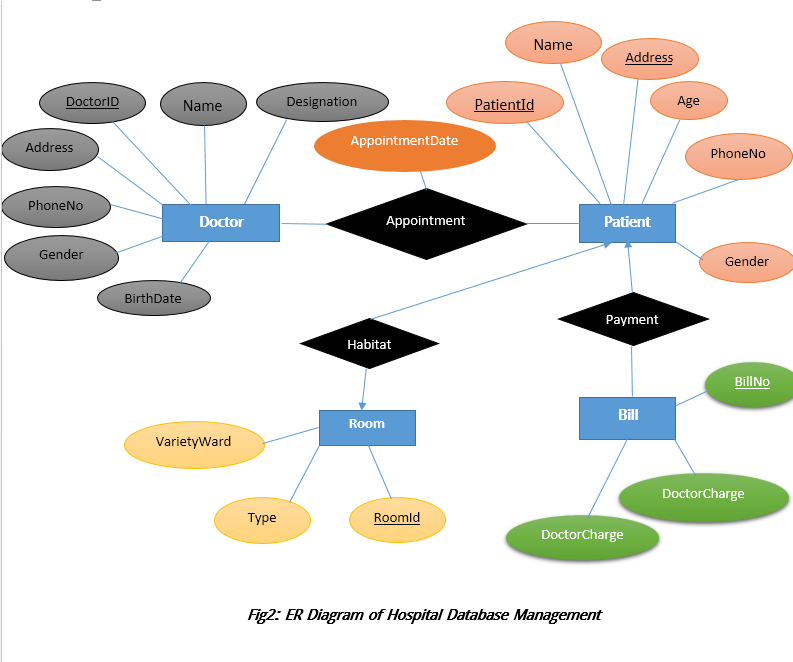 Name
Address
DoctorID
Name
Designation
PatientId
Age
Address
AppointmentDate
PhoneNo
PhoneNo
Doctor
Appointment
Patient
Gender
Gender
BirthDate
Payment
Habitat
BillNo
Room
Bill
VarietyWard
DoctorCharge
Type
RoomId
DoctorCharge
Fig2: ER Diagram of Hospital Database Management